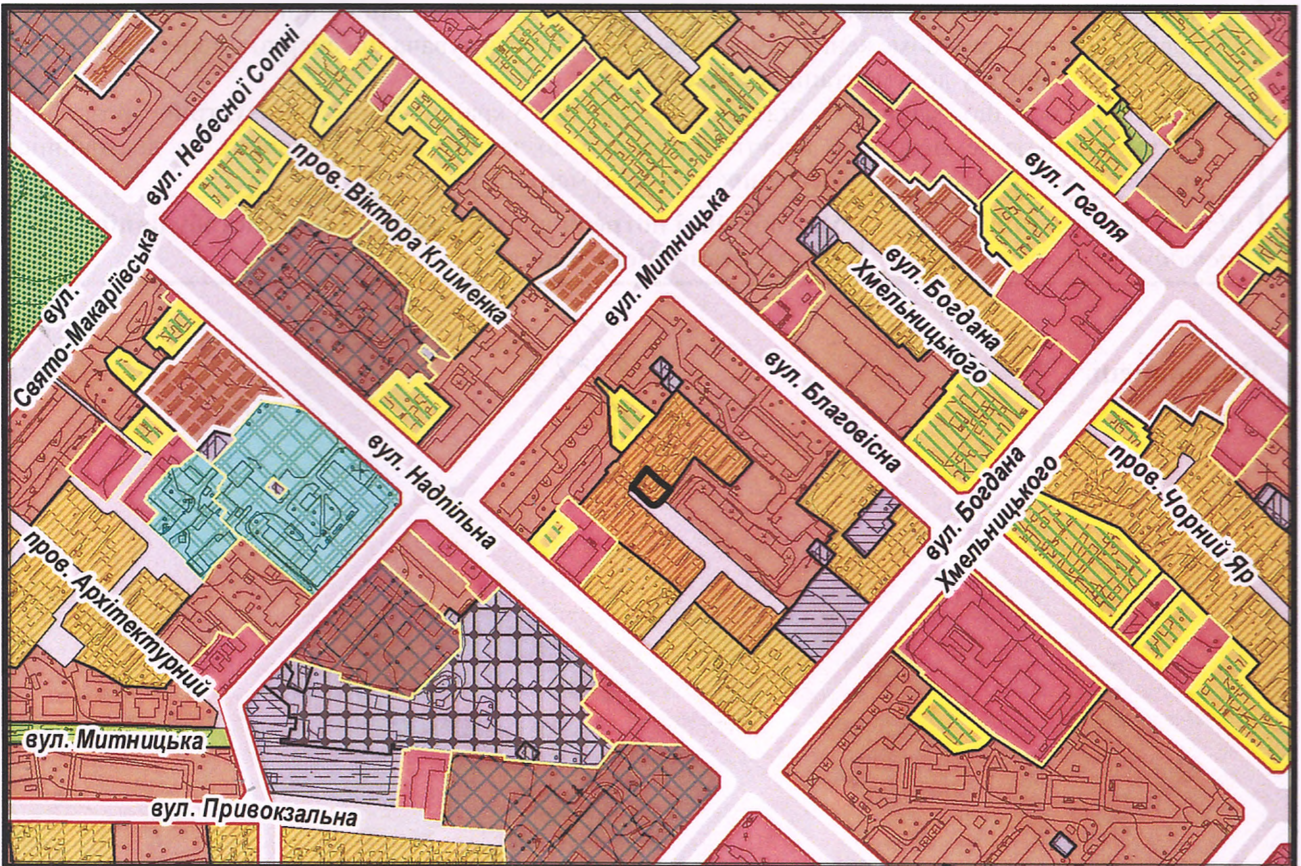 вул. Небесної Сотні
пров. Віктора Клименка
вул. Гоголя
вул. Митницька
вул.
Свято-Макаріївська
вул. Богдана
Хмельницького
вул. Благовісна
вул. Надпільна
вул. Богдана
Хмельницького
пров. Чорний Яр
пров. Архітектурний
вул. Митницька
вул. Привокзальна